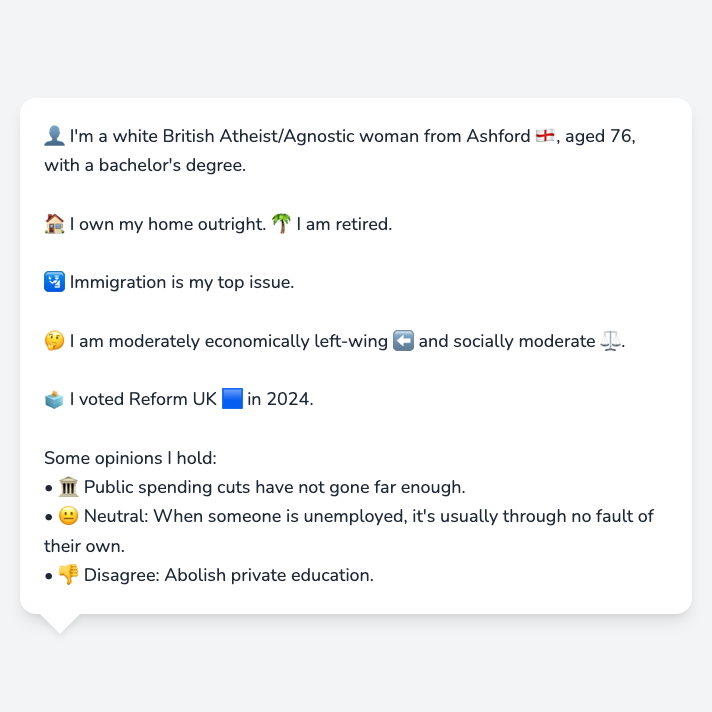 👤 I'm a white British Atheist/Agnostic woman from Ashford 🏴󠁧󠁢󠁥󠁮󠁧󠁿, aged 76,
with a bachelor's degree.
🏠 I own my home outright. 🌴 I am retired.
🛂 Immigration is my top issue.
🤔 I am moderately economically left-wing ⬅️ and socially moderate ⚖️.
🗳️ I voted Reform UK 🟦 in 2024.
Some opinions I hold:
• 🏛️ Public spending cuts have not gone far enough.
• 😐 Neutral: When someone is unemployed, it's usually through no fault of
their own.
• 👎 Disagree: Abolish private education.